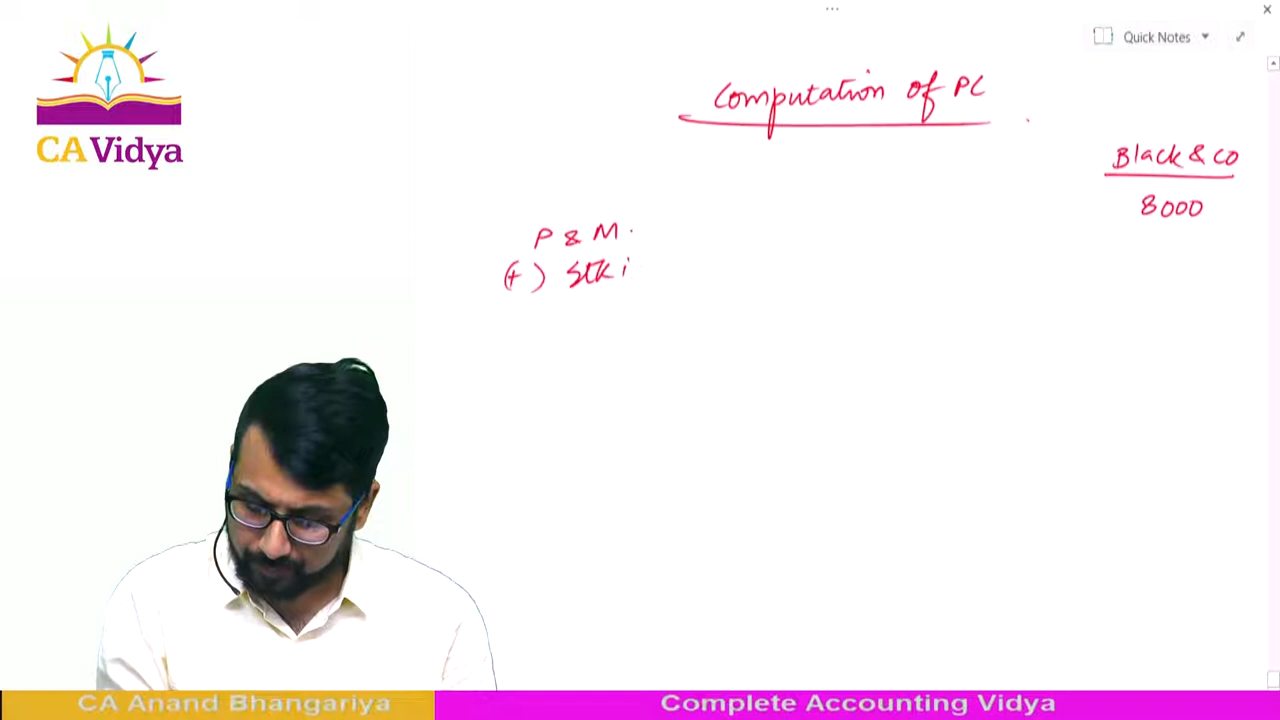 Quick Notes
CA Vidya
Computation of PC
Black & Co
8000
P & M.
(+) Stk i
CA Anand Bhangariya
Complete Accounting Vidya